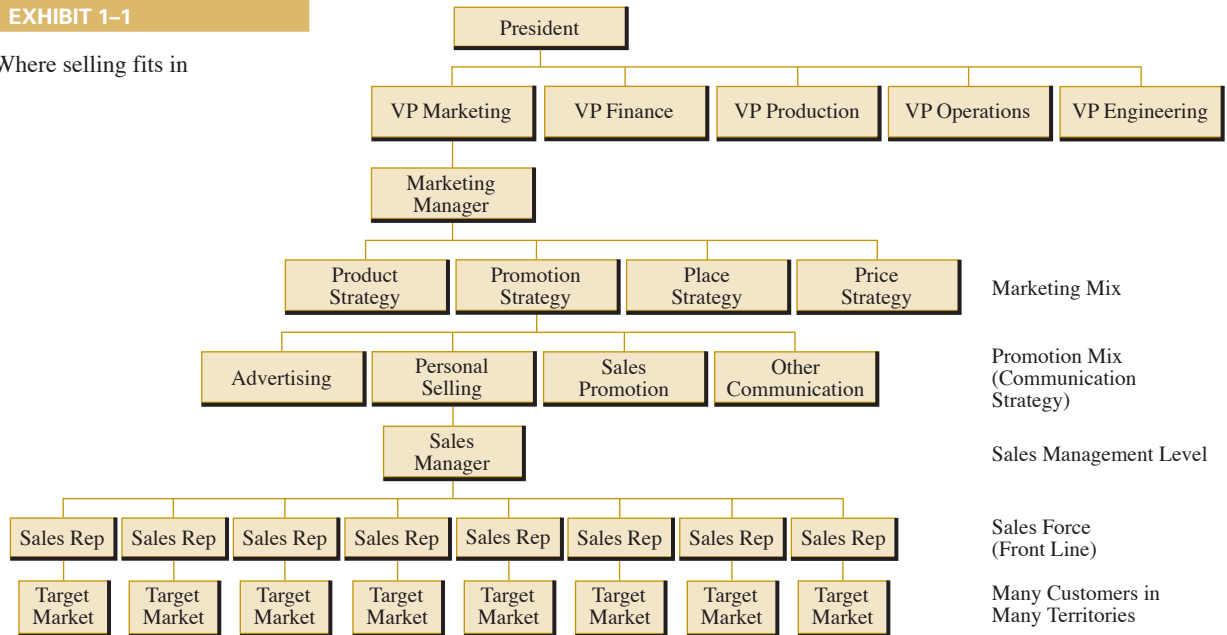 EXHIBIT 1–1
Where selling fits in
President
VP Marketing
VP Finance
VP Production
VP Operations
VP Engineering
Marketing
Manager
Product
Strategy
Promotion
Strategy
Place
Strategy
Price
Strategy
Marketing Mix
Advertising
Personal
Selling
Sales
Promotion
Other
Communication
Promotion Mix
(Communication
Strategy)
Sales
Manager
Sales Management Level
Sales Rep
Sales Rep
Sales Rep
Sales Rep
Sales Rep
Sales Rep
Sales Rep
Sales Rep
Sales Force
(Front Line)
Target
Market
Target
Market
Target
Market
Target
Market
Target
Market
Target
Market
Target
Market
Target
Market
Many Customers in
Many Territories